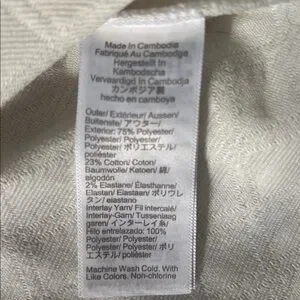 Made In Cambodia
Fabriqué Au Cambodge
Hergestellt In
Kambodscha
Vervaardigd In Cambodja
カンボジア製
hecho en camboya
Outer/ Extérieur/ Aussen/
Buitenste/ アウター/
Exterior: 75% Polyester/
Polyester/ Polyester/
Polyester/ ポリエステル/
poliéster
23% Cotton/ Coton/
Baumwolle/ Katoen/ 綿/
algodón
2% Elastane/ Élasthanne/
Elastan/ Elastaan/ ポリウレ
タン/ elastano
Interlay Yarn/ Fil intercalé/
Interlay-Garn/ Tussenlaag
garen/ インターレイ糸/
Hilo entrelazado: 100%
Polyester/ Polyester/
Polyester/ Polyester/ ポリ
エステル/ poliéster
Machine Wash Cold. With
Like Colors. Non-chlorine